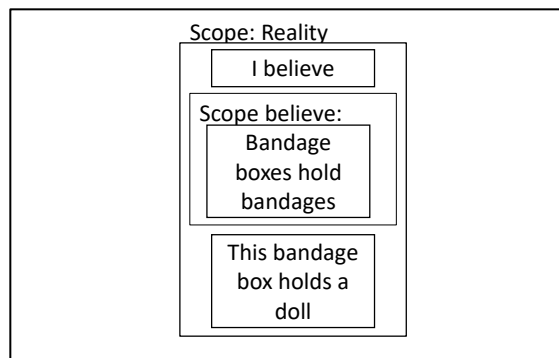 Scope: Reality
I believe
Scope believe:
Bandage
boxes hold
bandages
This bandage
box holds a
doll